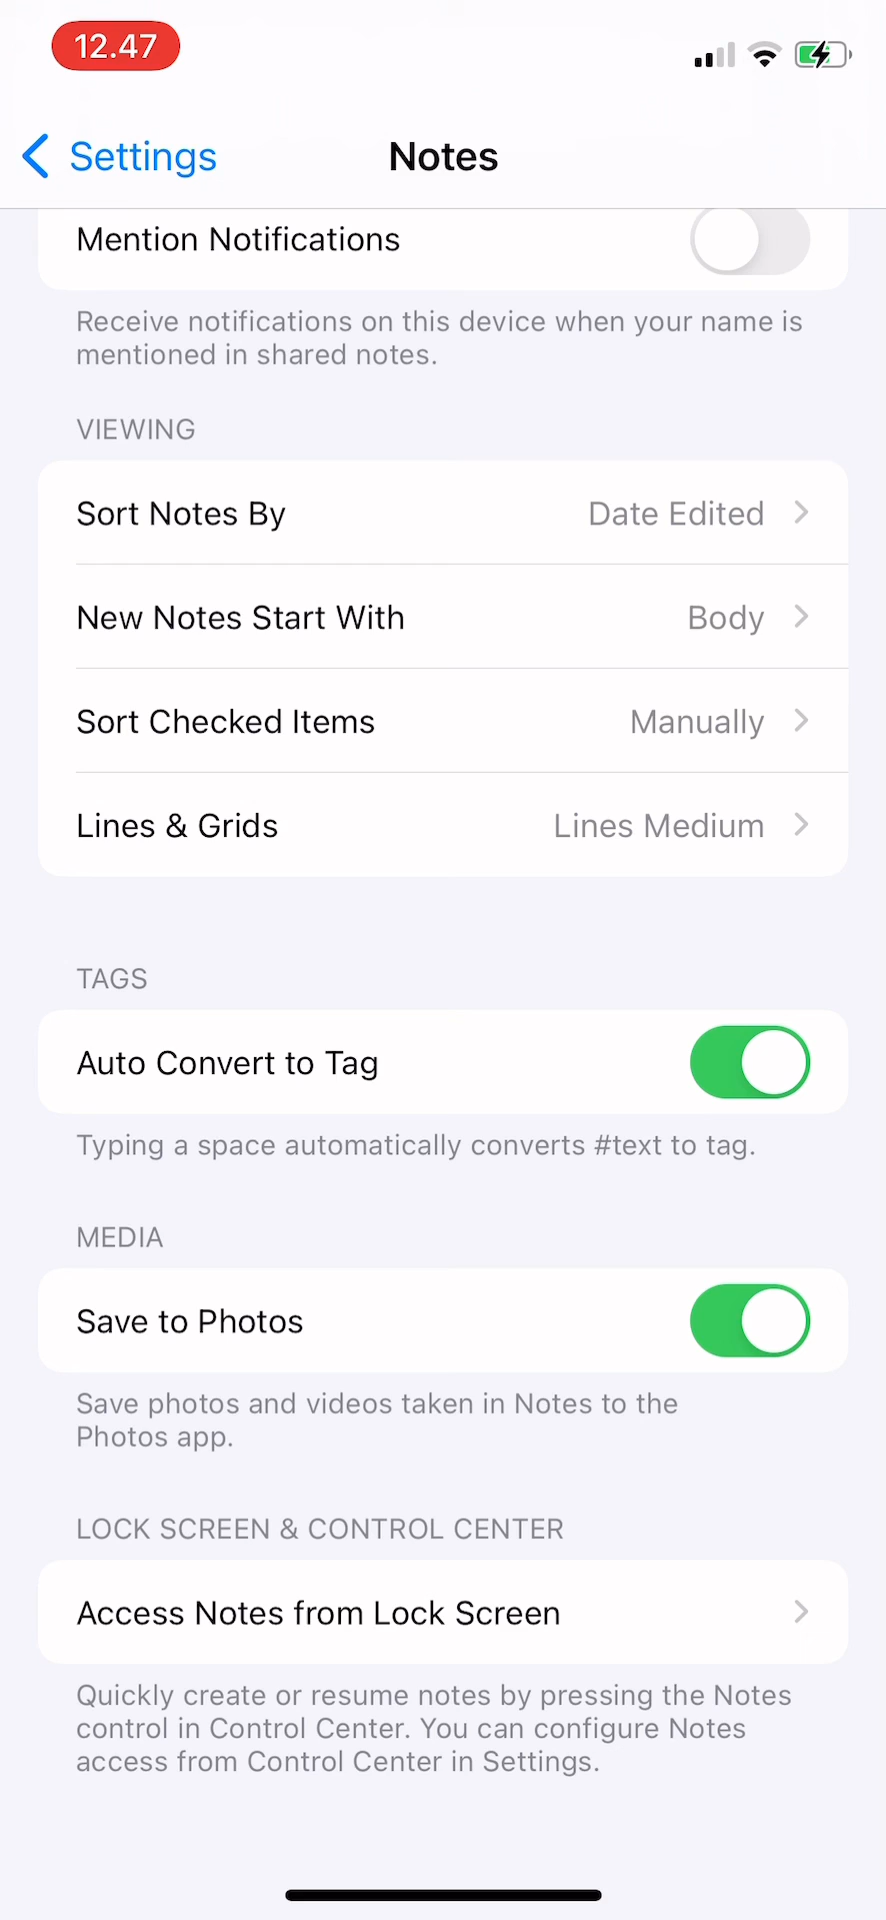 12.47
Settings
Notes
Mention Notifications
Receive notifications on this device when your name is
mentioned in shared notes.
VIEWING
Sort Notes By
Date Edited
New Notes Start With
Body
Sort Checked Items
Manually
Lines & Grids
Lines Medium
TAGS
Auto Convert to Tag
Typing a space automatically converts #text to tag.
MEDIA
Save to Photos
Save photos and videos taken in Notes to the
Photos app.
LOCK SCREEN & CONTROL CENTER
Access Notes from Lock Screen
Quickly create or resume notes by pressing the Notes
control in Control Center. You can configure Notes
access from Control Center in Settings.